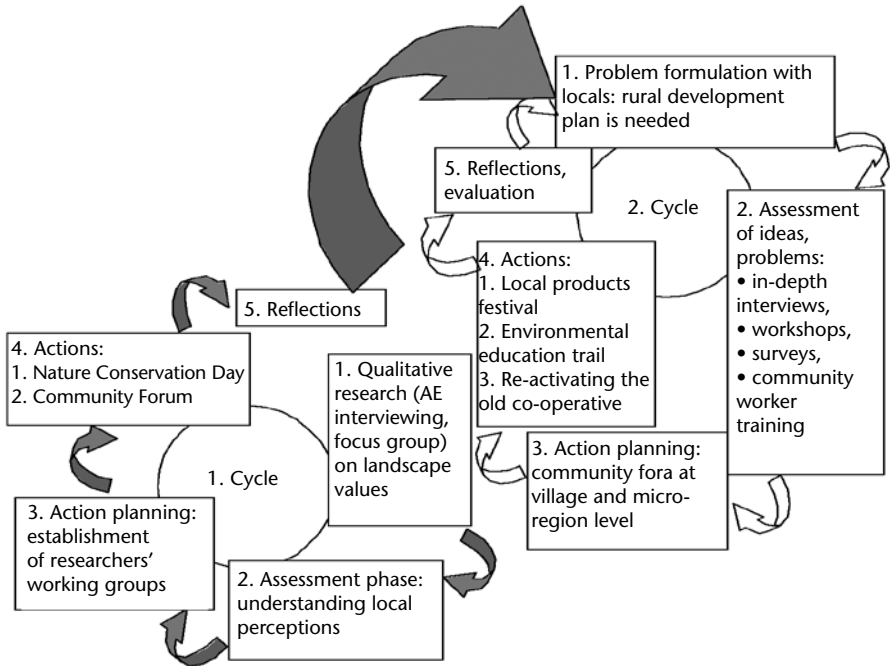 1. Qualitative
research (AE
interviewing,
focus group)
on landscape
values
1. Cycle
2. Assessment phase:
understanding local
perceptions
3. Action planning:
establishment
of researchers’
working groups
4. Actions:
1. Nature Conservation Day
2. Community Forum
5. Reflections
1. Problem formulation with
locals: rural development
plan is needed
2. Cycle
2. Assessment
of ideas,
problems:
• in-depth
interviews,
• workshops,
• surveys,
• community
worker
training
3. Action planning:
community fora at
village and micro-
region level
4. Actions:
1. Local products
festival
2. Environmental
education trail
3. Re-activating the
old co-operative
5. Reflections,
evaluation